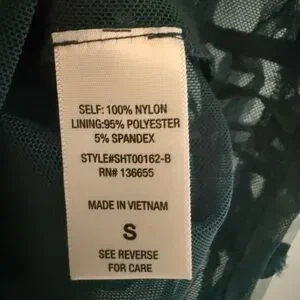 SELF: 100% NYLON
LINING:95% POLYESTER
5% SPANDEX
STYLE#SHT00162-B
RN# 136655
MADE IN VIETNAM
S
SEE REVERSE
FOR CARE